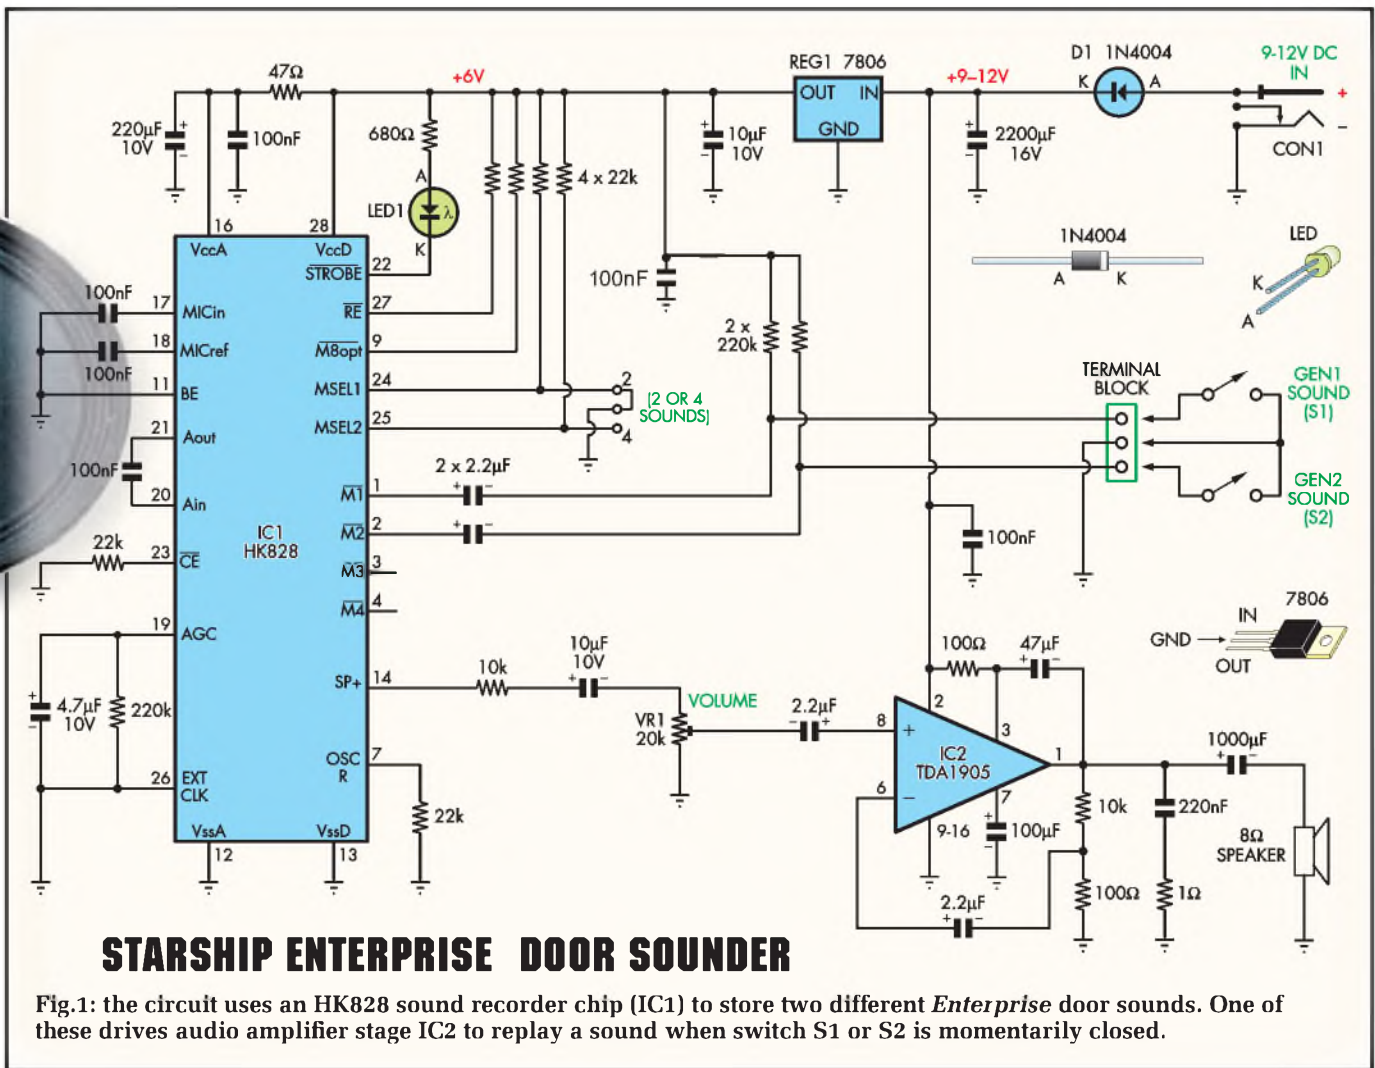 47Ω
+6V
REG1 7806
OUT IN
GND
+9–12V
D1 1N4004
K A
9-12V DC
IN
+
–
CON1
220µF
10V
+
–
100nF
680Ω
A
LED1
λ
K
4 x 22k
+
10µF
10V
–
+
2200µF
16V
–
16
VccA
28
VccD
STROBE
22
100nF
1N4004
A K
LED
K
A
100nF
17
MICin
RE
27
18
MICref
100nF
M8opt
9
2 x
220k
11
BE
MSEL1
24
2
(2 OR 4
SOUNDS)
4
MSEL2
25
TERMINAL
BLOCK
GEN1
SOUND
(S1)
GEN2
SOUND
(S2)
21
Aout
100nF
20
Ain
2 x 2.2µF
+ –
M1
1
+ –
M2
2
IC1
HK828
22k
23
CE
M3
3
M4
4
100nF
7806
IN
GND
OUT
19
AGC
+
4.7µF
10V
–
220k
SP+
14
10k
10µF
10V
+ –
VOLUME
VR1
20k
2.2µF
– +
100Ω
47µF
+ –
8
+
2
3
IC2
TDA1905
1
6
–
7
9-16
+
100µF
–
10k
100Ω
2.2µF
+ –
220nF
1Ω
1000µF
+ –
8Ω
SPEAKER
OSC
R
7
22k
26
EXT
CLK
VssA
12
VssD
13
STARSHIP ENTERPRISE DOOR SOUNDER
Fig.1: the circuit uses an HK828 sound recorder chip (IC1) to store two different Enterprise door sounds. One of
these drives audio amplifier stage IC2 to replay a sound when switch S1 or S2 is momentarily closed.